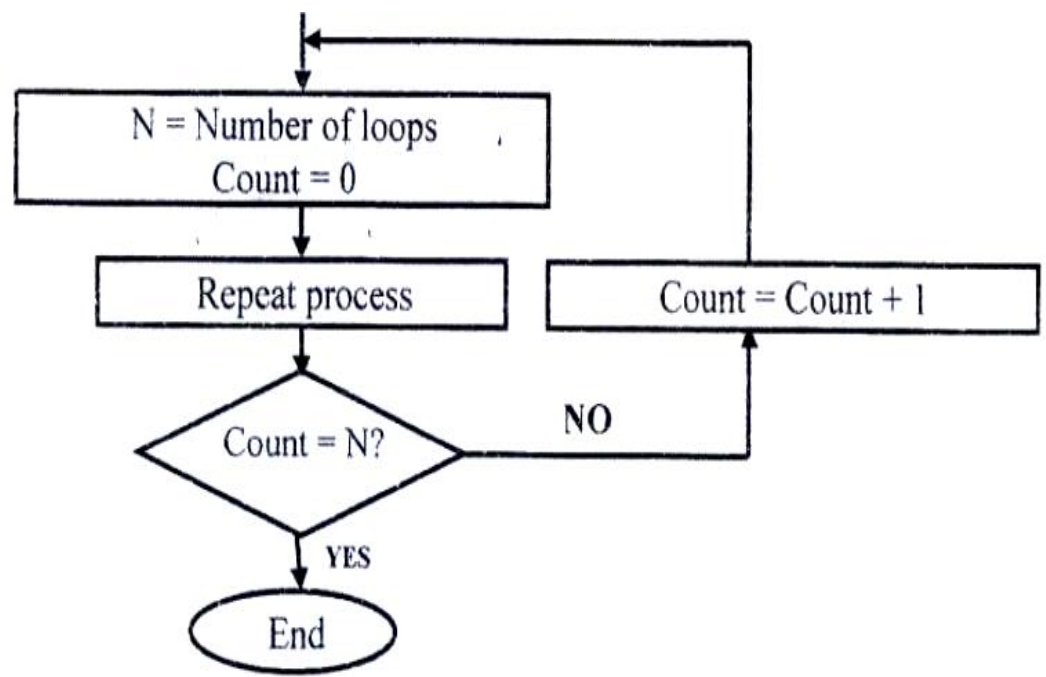 N = Number of loops
Count = 0
Repeat process
Count = Count + 1
Count = N?
NO
YES
End